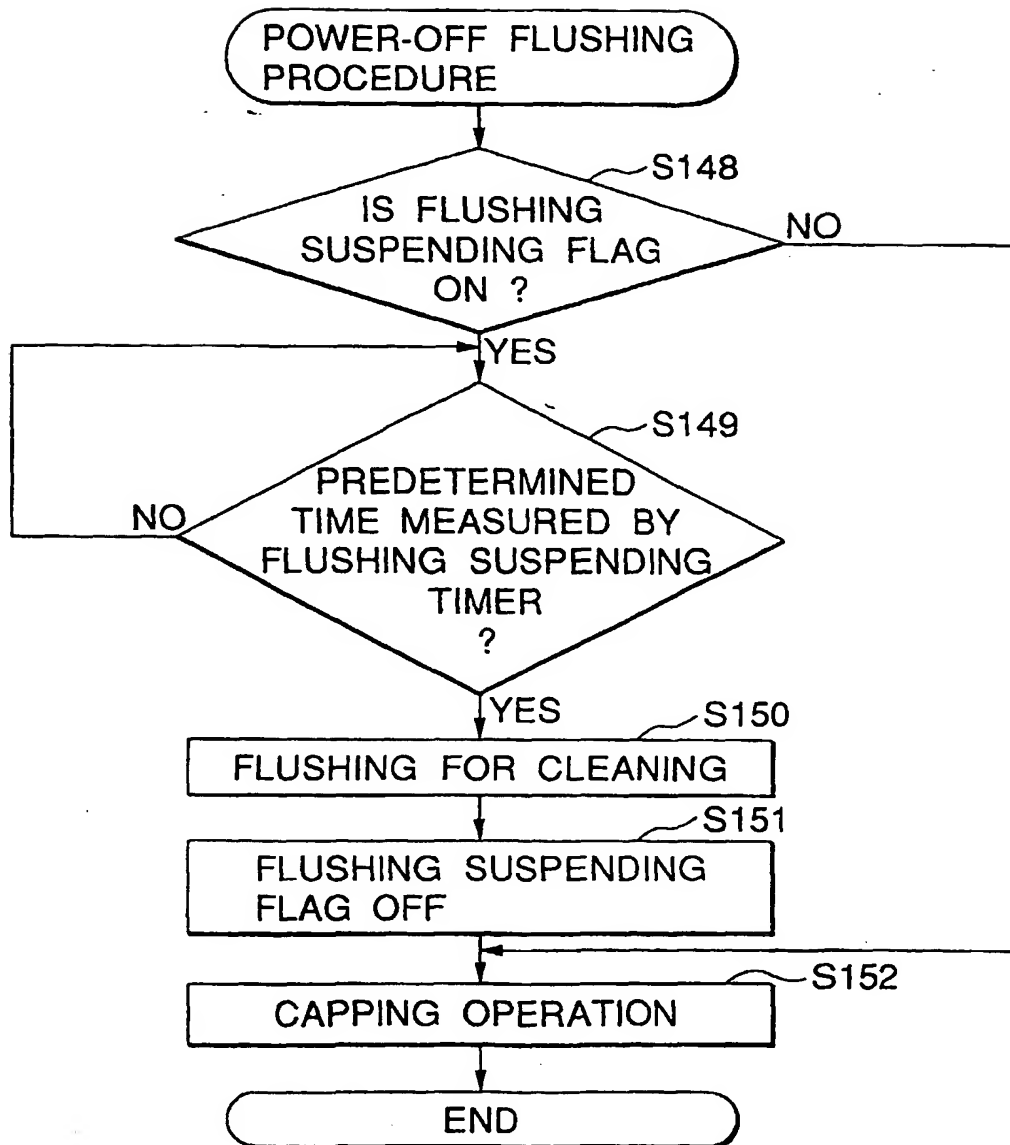 POWER-OFF FLUSHING
PROCEDURE
S148
IS FLUSHING
SUSPENDING FLAG
ON ?
NO
YES
S149
PREDETERMINED
TIME MEASURED BY
FLUSHING SUSPENDING
TIMER
?
NO
YES
S150
FLUSHING FOR CLEANING
S151
FLUSHING SUSPENDING
FLAG OFF
S152
CAPPING OPERATION
END